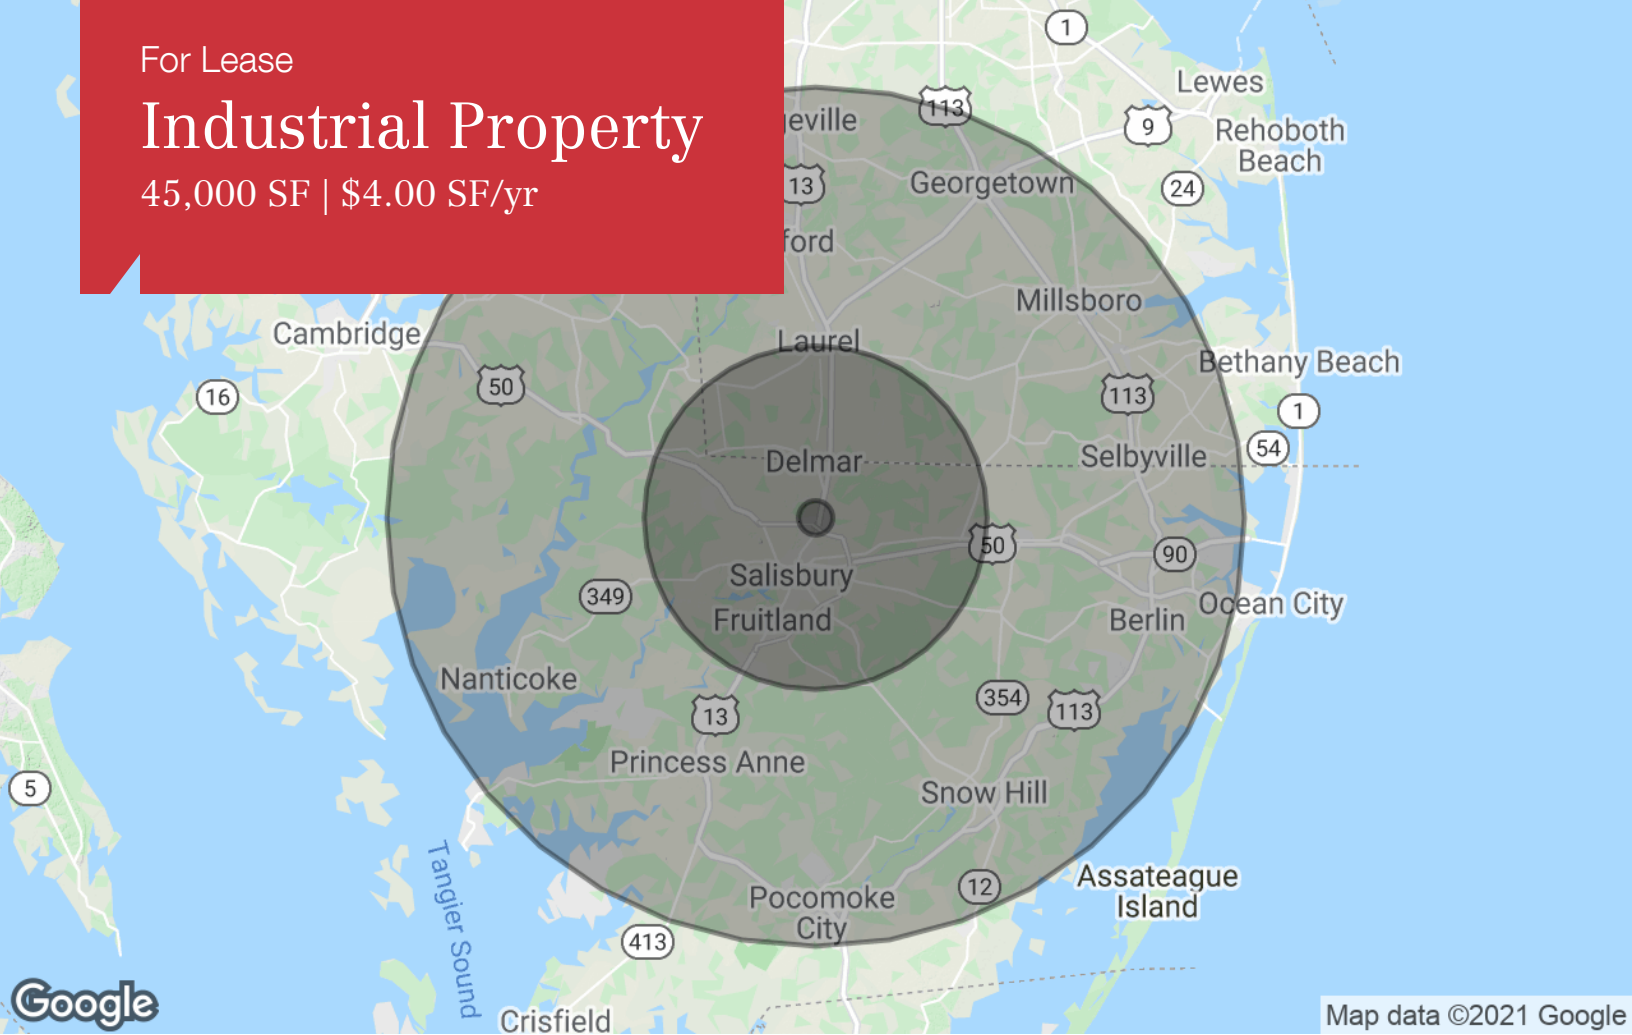 For Lease
Industrial Property
45,000 SF | $4.00 SF/yr
1
Lewes
113
geville
9
Rehoboth
Beach
13
Georgetown
24
ford
Millsboro
Cambridge
Laurel
Bethany Beach
50
113
16
1
54
Delmar
Selbyville
50
90
Salisbury
349
Ocean City
Fruitland
Berlin
Nanticoke
354
113
13
Princess Anne
5
Snow Hill
Assateague
Island
12
Pocomoke
City
Tangier Sound
413
Google
Crisfield
Map data ©2021 Google